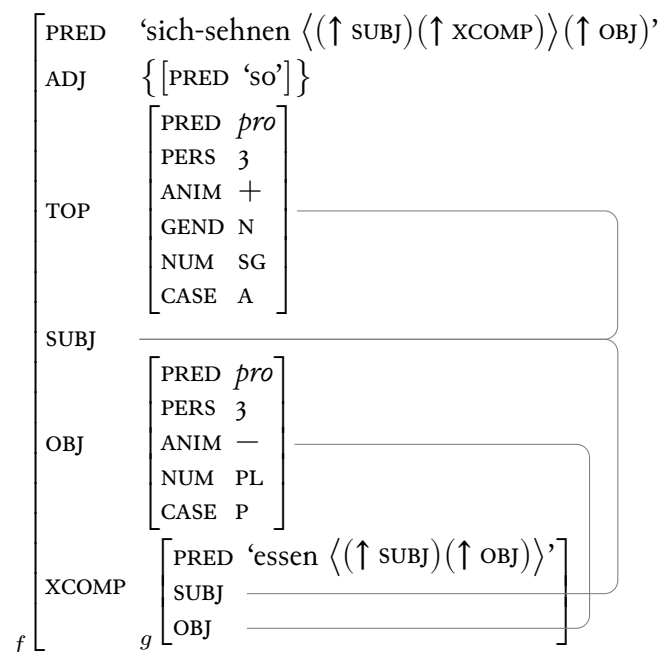 PRED ‘sich-sehnen ⟨(↑ SUBJ)(↑ XCOMP)⟩(↑ OBJ)’
ADJ {[PRED ‘so’]}
TOP
PRED pro
PERS 3
ANIM +
GEND N
NUM SG
CASE A
SUBJ
OBJ
PRED pro
PERS 3
ANIM —
NUM PL
CASE P
XCOMP
PRED ‘essen ⟨(↑ SUBJ)(↑ OBJ)⟩’
SUBJ
OBJ
f
g